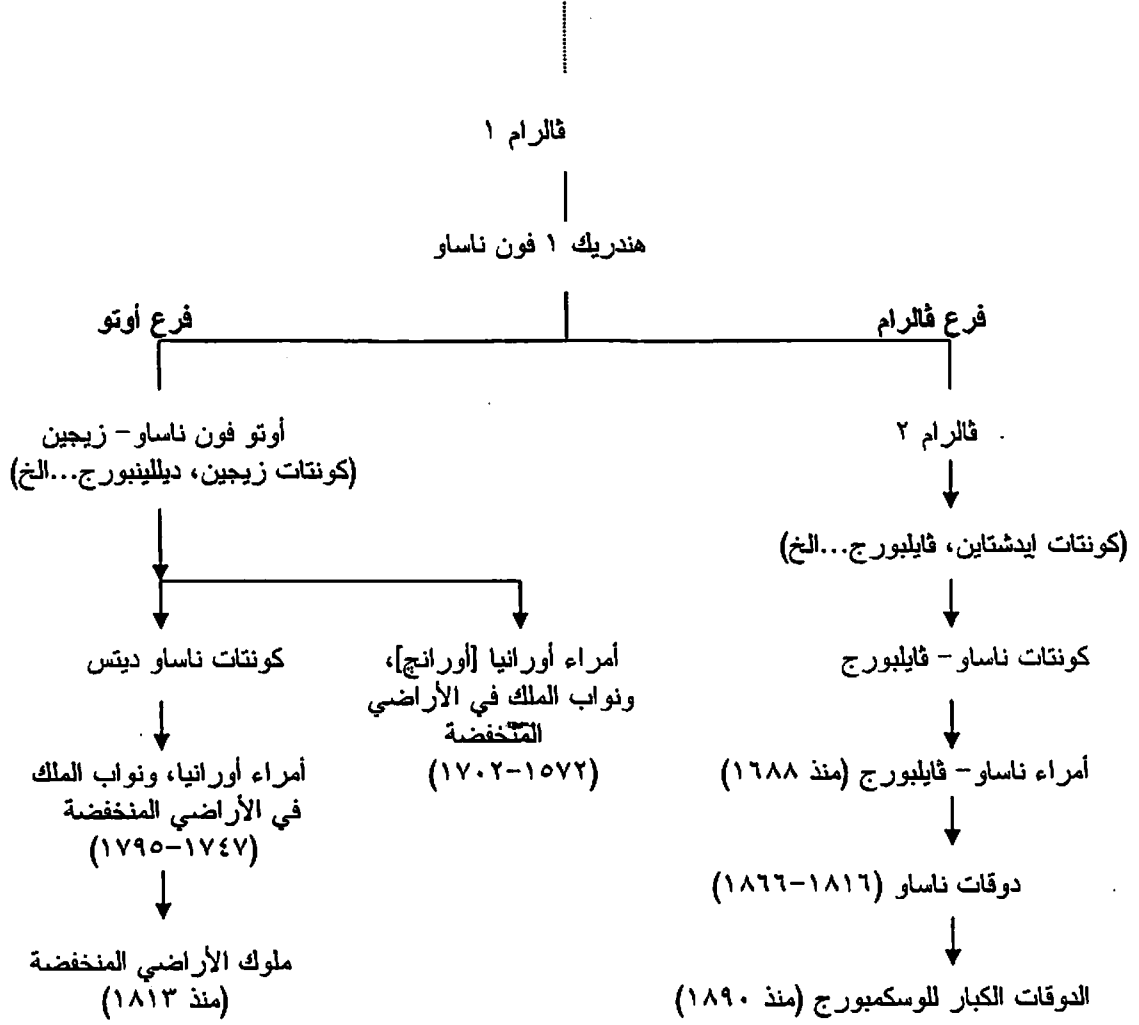 ڤالرام ١
هندريك ١ فون ناساو
فرع ڤالرام
فرع أوتو
ڤالرام ٢
(كونتات ايدشتاين، ڤايلبورج...الخ)
كونتات ناساو- ڤايلبورج
أمراء ناساو- ڤايلبورج (منذ ١٦٨٨)
دوقات ناساو (١٨١٦-١٨٦٦)
الدوقات الكبار للوسكمبورج (منذ ١٨٩٠)
أوتو فون ناساو- زيجين
(كونتات زيجين، ديللينبورج...الخ)
أمراء أورانيا [أورانچ]،
ونواب الملك في الأراضي
المنخفضة
(١٥٧٢-١٧٠٢)
كونتات ناساو ديتس
أمراء أورانيا، ونواب الملك
في الأراضي المنخفضة
(١٧٤٧-١٧٩٥)
ملوك الأراضي المنخفضة
(منذ ١٨١٣)